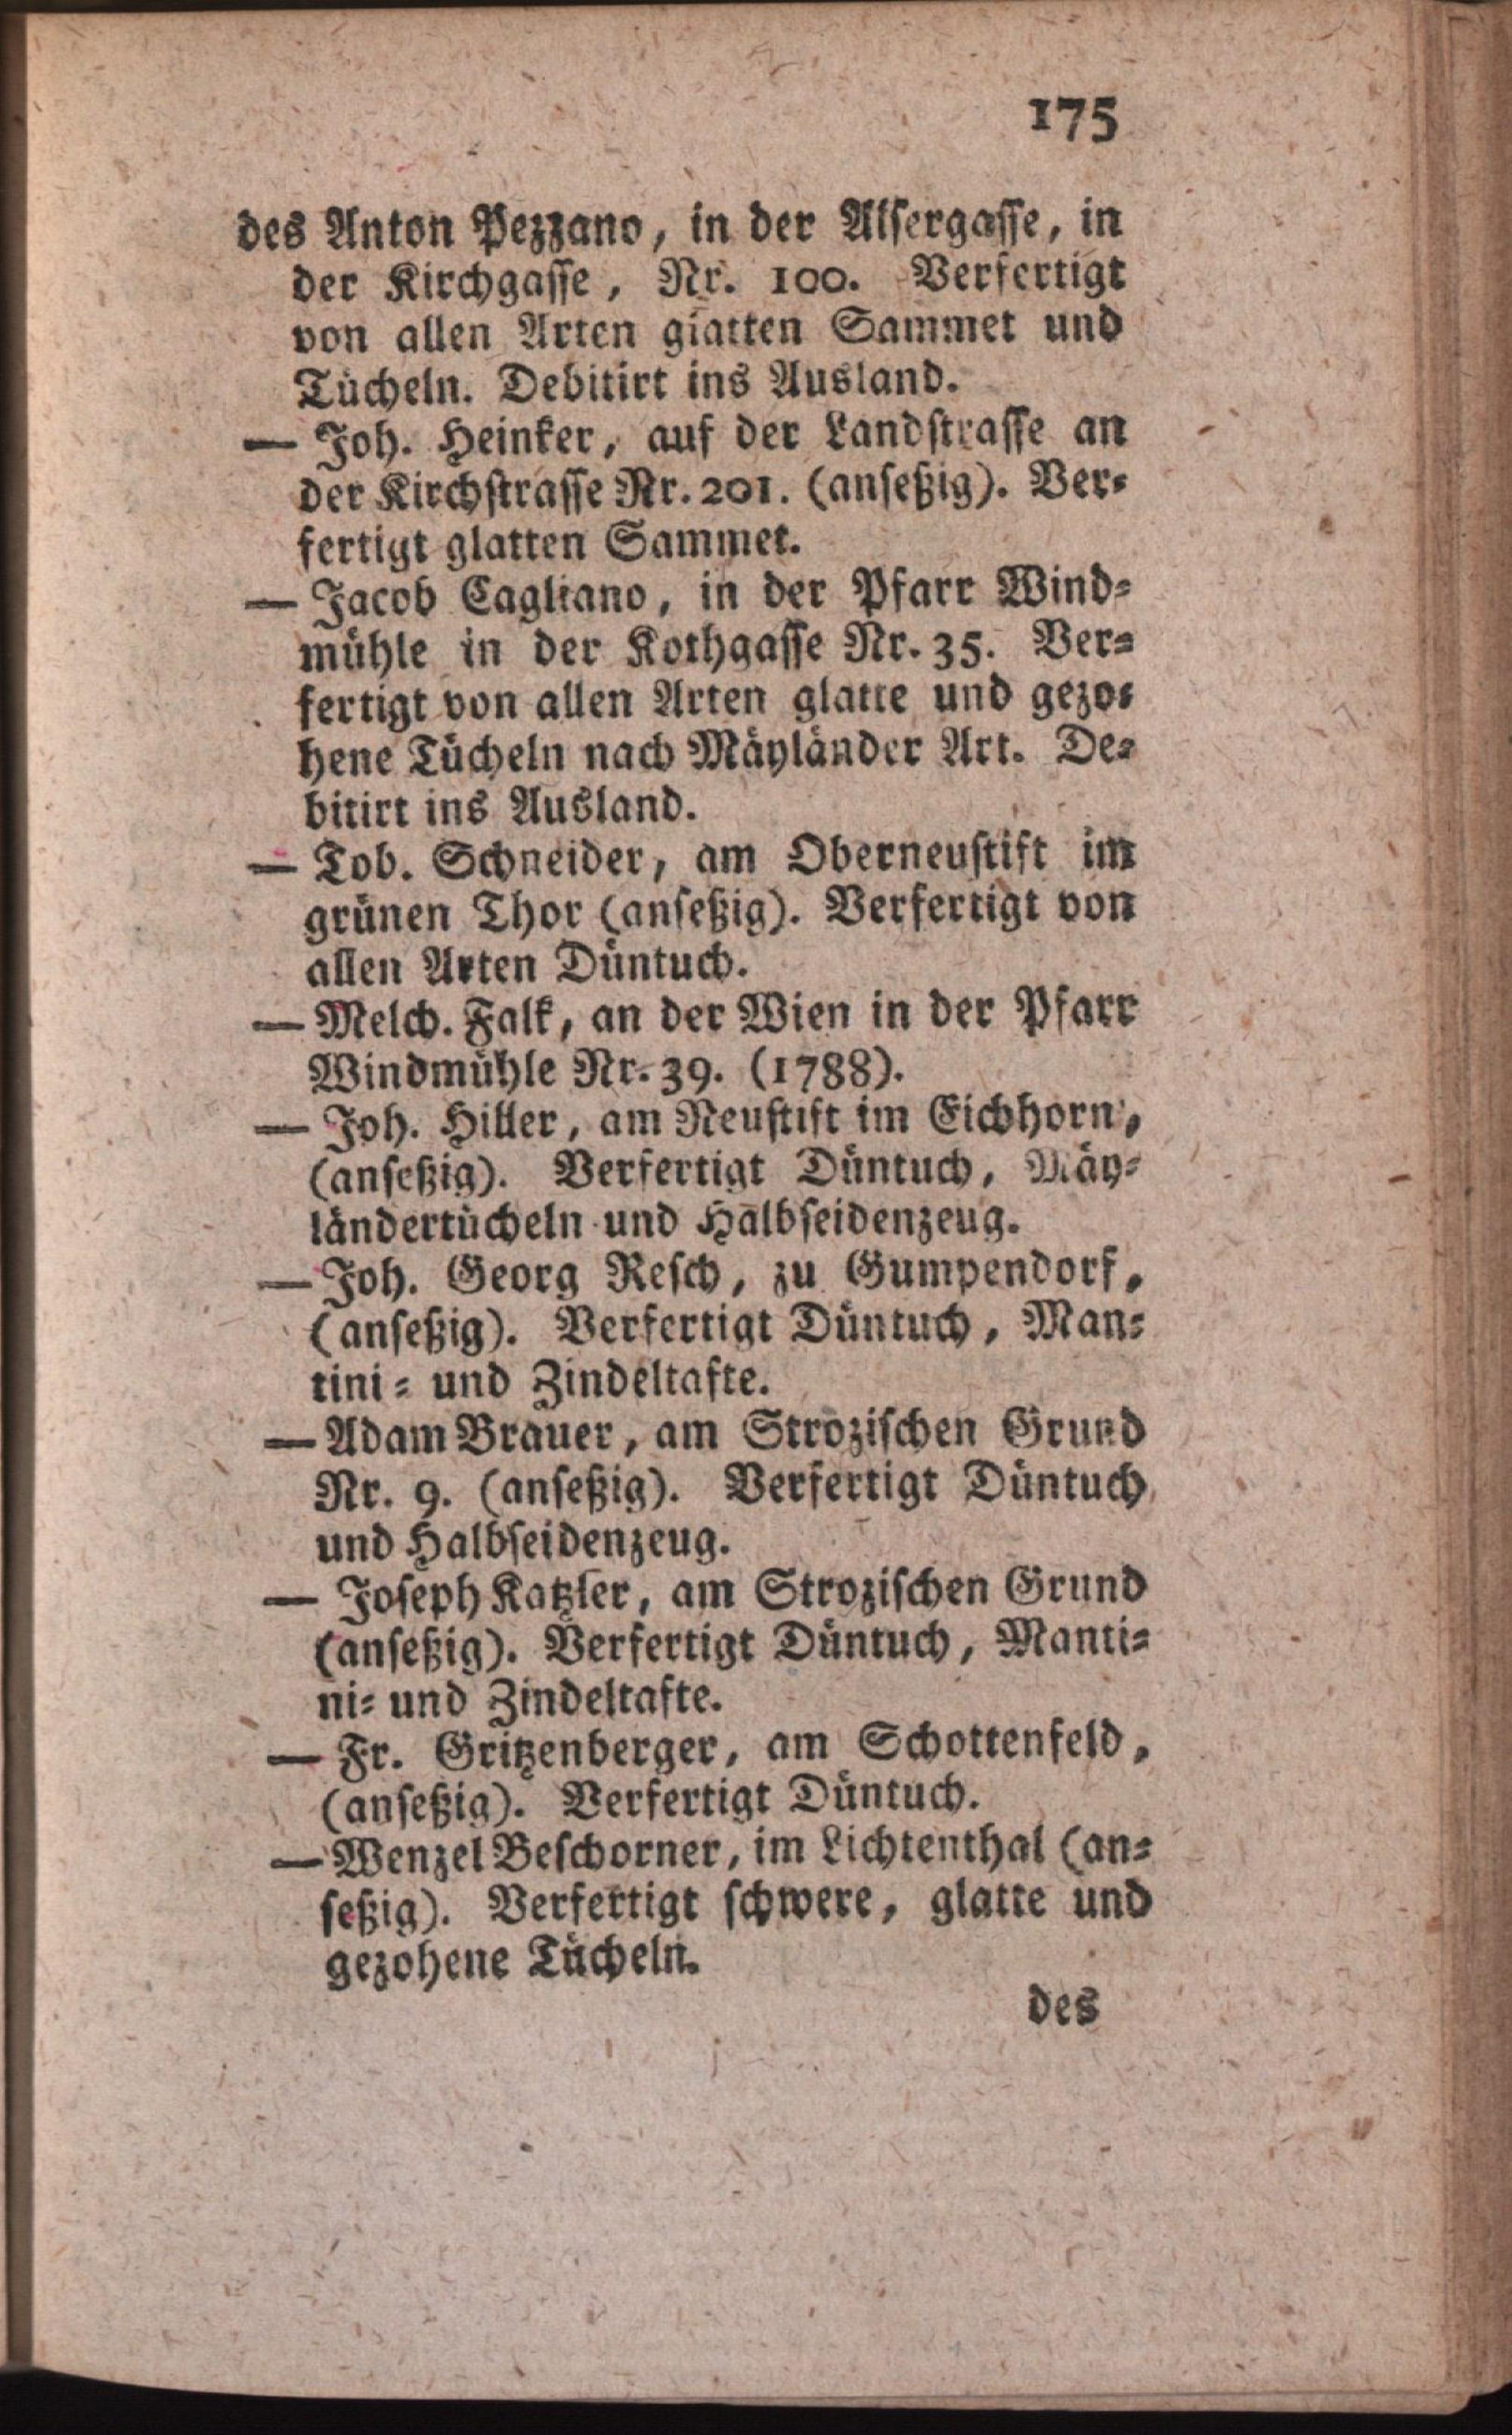 175
des Anton Pezzano, in der Alsergasse, in
der Kirchgasse, Nr. 100. Verfertigt
von allen Arten glatten Sammet und
Tücheln. Debitirt ins Ausland.
— Joh. Heinker, auf der Landstrasse an
der Kirchstrasse Nr. 201. (anseßig). Ver-
fertigt glatten Sammet.
— Jacob Cagliano, in der Pfarr Wind-
mühle in der Kothgasse Nr. 35. Ver-
fertigt von allen Arten glatte und gezo-
hene Tücheln nach Mäyländer Art. De-
bitirt ins Ausland.
— Tob. Schneider, am Oberneustift im
grünen Thor (anseßig). Verfertigt von
allen Arten Düntuch.
— Melch. Falk, an der Wien in der Pfarr
Windmühle Nr. 39. (1788).
— Joh. Hiller, am Neustift im Eichhorn,
(anseßig). Verfertigt Düntuch, Mäy-
ländertücheln und Halbseidenzeug.
— Joh. Georg Resch, zu Gumpendorf,
(anseßig). Verfertigt Düntuch, Man-
tini- und Zindeltafte.
— Adam Brauer, am Strozischen Grund
Nr. 9. (anseßig). Verfertigt Düntuch
und Halbseidenzeug.
— Joseph Katzler, am Strozischen Grund
(anseßig). Verfertigt Düntuch, Manti-
ni- und Zindeltafte.
— Fr. Gritzenberger, am Schottenfeld,
(anseßig). Verfertigt Düntuch.
— Wenzel Beschorner, im Lichtenthal (an-
seßig). Verfertigt schwere, glatte und
gezohene Tücheln.
des